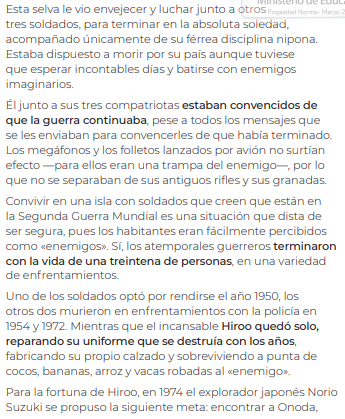 Ministerio de Educa
Propiedad Norma - Marzo 2
Esta selva le vio envejecer y luchar junto a otros
tres soldados, para terminar en la absoluta soledad,
acompañado únicamente de su férrea disciplina nipona.
Estaba dispuesto a morir por su país aunque tuviese
que esperar incontables días y batirse con enemigos
imaginarios.
Él junto a sus tres compatriotas estaban convencidos de
que la guerra continuaba, pese a todos los mensajes que
se les enviaban para convencerles de que había terminado.
Los megáfonos y los folletos lanzados por avión no surtían
efecto —para ellos eran una trampa del enemigo—, por lo
que no se separaban de sus antiguos rifles y sus granadas.
Convivir en una isla con soldados que creen que están en
la Segunda Guerra Mundial es una situación que dista de
ser segura, pues los habitantes eran fácilmente percibidos
como «enemigos». Sí, los atemporales guerreros terminaron
con la vida de una treintena de personas, en una variedad
de enfrentamientos.
Uno de los soldados optó por rendirse el año 1950, los
otros dos murieron en enfrentamientos con la policía en
1954 y 1972. Mientras que el incansable Hiroo quedó solo,
reparando su uniforme que se destruía con los años,
fabricando su propio calzado y sobreviviendo a punta de
cocos, bananas, arroz y vacas robadas al «enemigo».
Para la fortuna de Hiroo, en 1974 el explorador japonés Norio
Suzuki se propuso la siguiente meta: encontrar a Onoda,